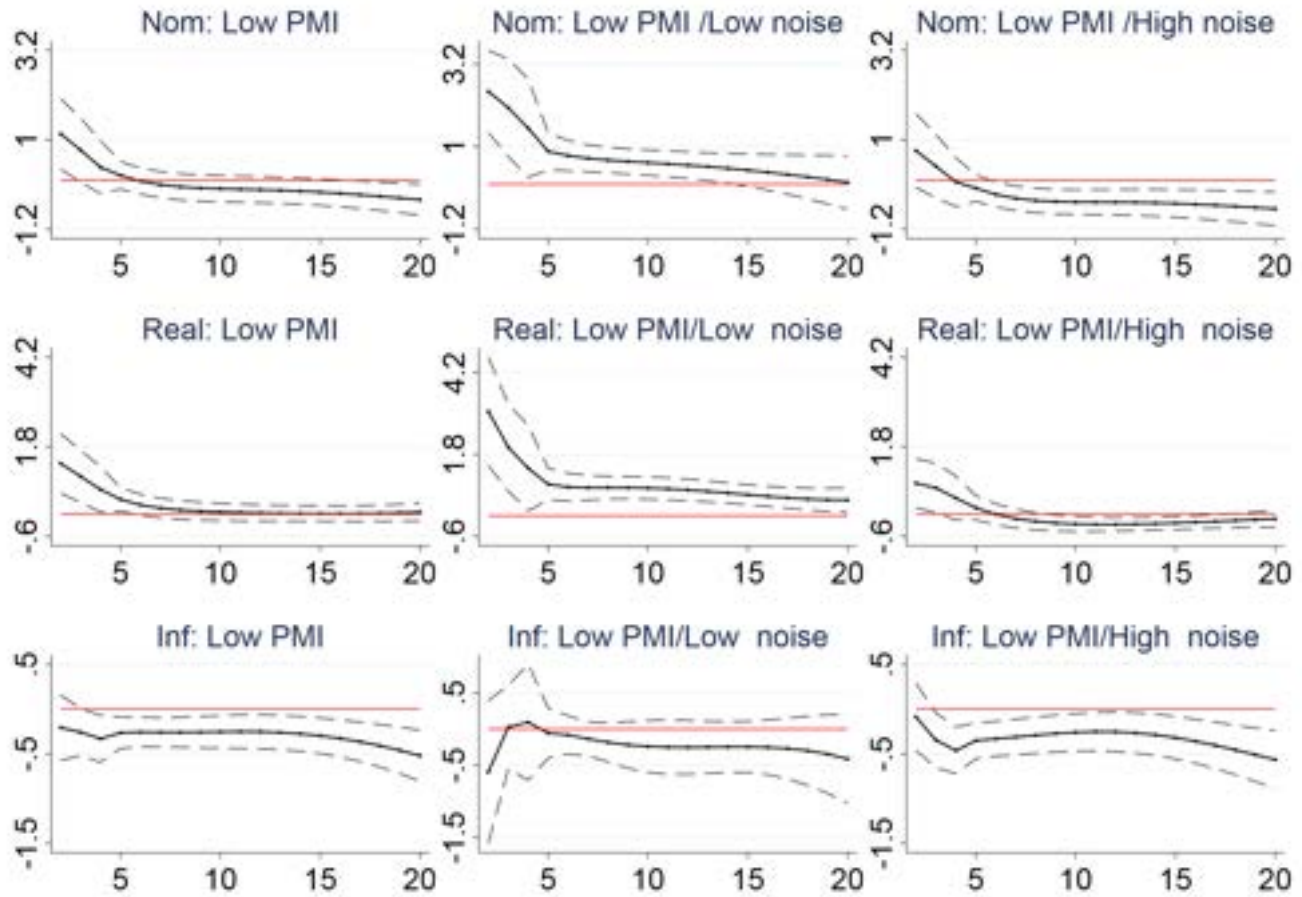 Nom: Low PMI
Nom: Low PMI /Low noise
Nom: Low PMI /High noise
3.2
1
-1.2
5 10 15 20
3.2
1
-1.2
5 10 15 20
3.2
1
-1.2
5 10 15 20
Real: Low PMI
Real: Low PMI/Low noise
Real: Low PMI/High noise
4.2
1.8
-.6
5 10 15 20
4.2
1.8
-.6
5 10 15 20
4.2
1.8
-.6
5 10 15 20
Inf: Low PMI
Inf: Low PMI/Low noise
Inf: Low PMI/High noise
.5
-.5
-1.5
5 10 15 20
.5
-.5
-1.5
5 10 15 20
.5
-.5
-1.5
5 10 15 20